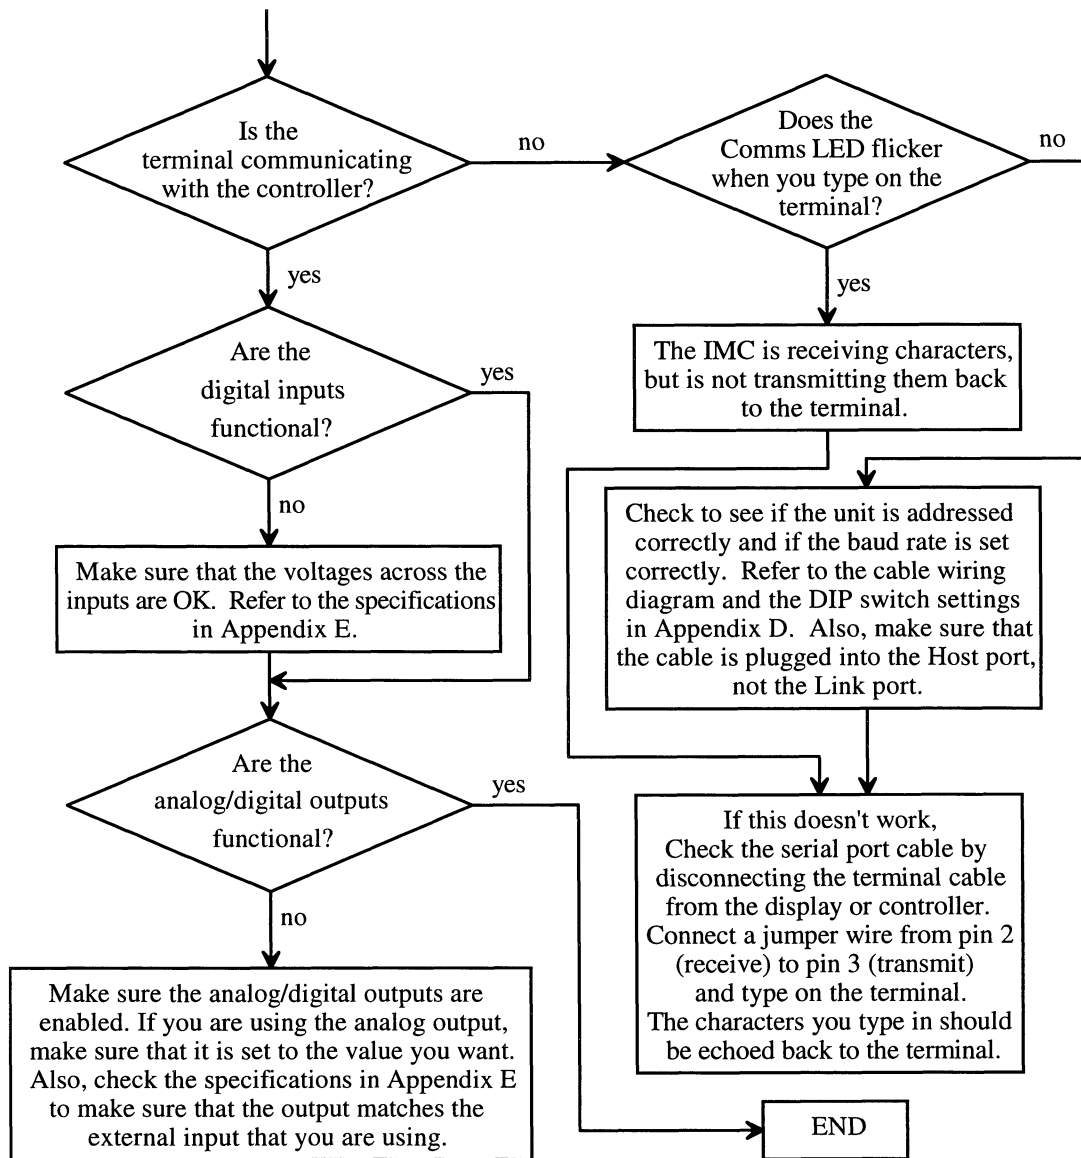 Is the
terminal communicating
with the controller?
no
Does the
Comms LED flicker
when you type on the
terminal?
no
yes
yes
Are the
digital inputs
functional?
yes
The IMC is receiving characters,
but is not transmitting them back
to the terminal.
no
Make sure that the voltages across the
inputs are OK. Refer to the specifications
in Appendix E.
Check to see if the unit is addressed
correctly and if the baud rate is set
correctly. Refer to the cable wiring
diagram and the DIP switch settings
in Appendix D. Also, make sure that
the cable is plugged into the Host port,
not the Link port.
Are the
analog/digital outputs
functional?
yes
no
If this doesn't work,
Check the serial port cable by
disconnecting the terminal cable
from the display or controller.
Connect a jumper wire from pin 2
(receive) to pin 3 (transmit)
and type on the terminal.
The characters you type in should
be echoed back to the terminal.
Make sure the analog/digital outputs are
enabled. If you are using the analog output,
make sure that it is set to the value you want.
Also, check the specifications in Appendix E
to make sure that the output matches the
external input that you are using.
END